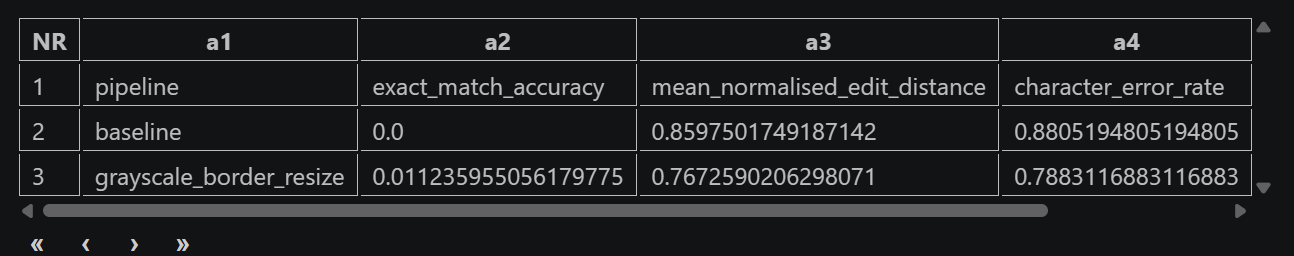 NR a1 a2 a3 a4
1 pipeline exact_match_accuracy mean_normalised_edit_distance character_error_rate
2 baseline 0.0 0.8597501749187142 0.8805194805194805
3 grayscale_border_resize 0.011235955056179775 0.7672590206298071 0.7883116883116883
« ‹ › »